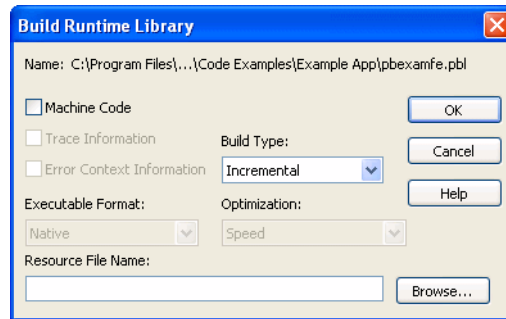 Build Runtime Library
Name: C:\Program Files\...\Code Examples\Example App\pbexamfe.pbl
Machine Code
OK
Trace Information
Build Type:
Cancel
Error Context Information
Incremental
Help
Executable Format:
Optimization:
Native
Speed
Resource File Name:
Browse...